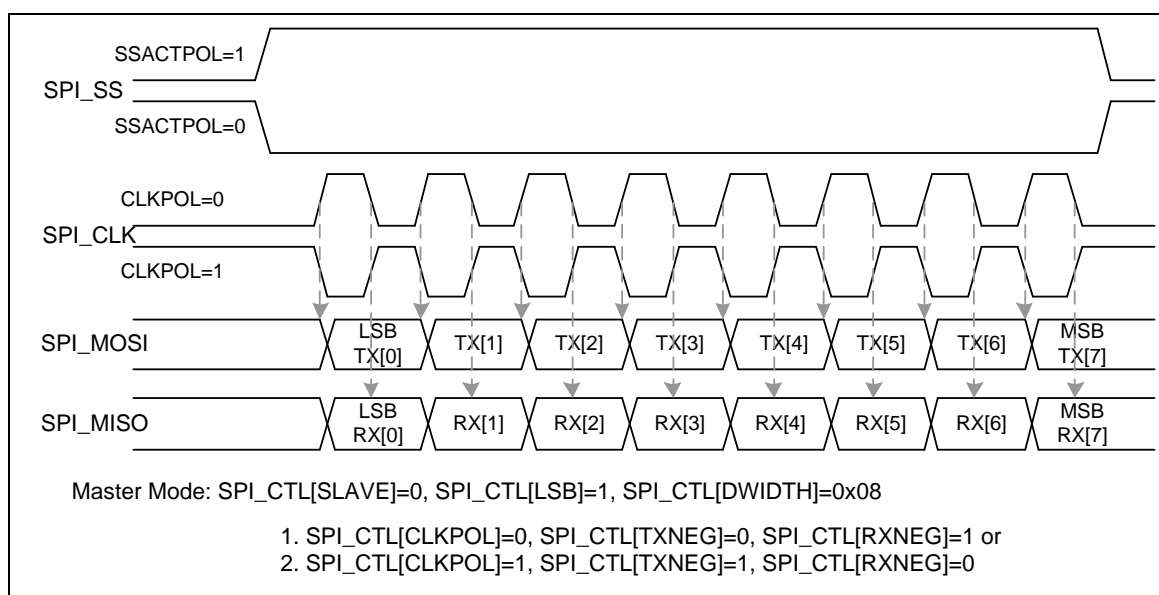 SSACTPOL=1
SPI_SS
SSACTPOL=0
CLKPOL=0
SPI_CLK
CLKPOL=1
SPI_MOSI
LSB
TX[0]
TX[1]
TX[2]
TX[3]
TX[4]
TX[5]
TX[6]
MSB
TX[7]
SPI_MISO
LSB
RX[0]
RX[1]
RX[2]
RX[3]
RX[4]
RX[5]
RX[6]
MSB
RX[7]
Master Mode: SPI_CTL[SLAVE]=0, SPI_CTL[LSB]=1, SPI_CTL[DWIDTH]=0x08
1. SPI_CTL[CLKPOL]=0, SPI_CTL[TXNEG]=0, SPI_CTL[RXNEG]=1 or
2. SPI_CTL[CLKPOL]=1, SPI_CTL[TXNEG]=1, SPI_CTL[RXNEG]=0